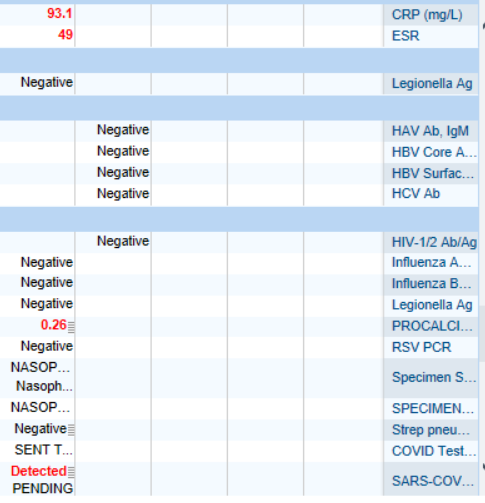 93.1 CRP (mg/L)
49 ESR
Negative Legionella Ag
Negative HAV Ab, IgM
Negative HBV Core A...
Negative HBV Surfac...
Negative HCV Ab
Negative HIV-1/2 Ab/Ag
Negative Influenza A...
Negative Influenza B...
Negative Legionella Ag
0.26 PROCALCI...
Negative RSV PCR
NASOP...
Nasoph... Specimen S...
NASOP... SPECIMEN...
Negative Strep pneu...
SENT T... COVID Test...
Detected
PENDING SARS-COV...